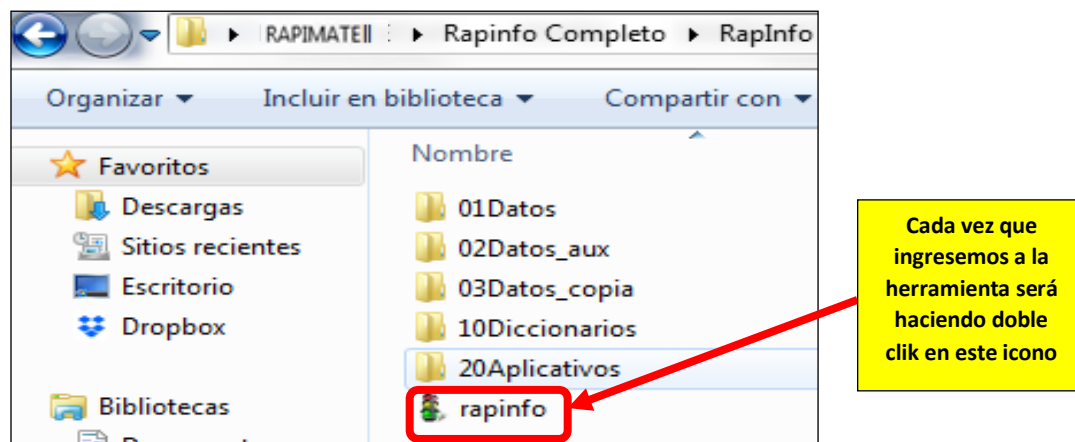 RAPIMATE
Rapinfo Completo
RapInfo
Organizar
Incluir en biblioteca
Compartir con
Favoritos
Descargas
Sitios recientes
Escritorio
Dropbox
Bibliotecas
Nombre
01Datos
02Datos_aux
03Datos_copia
10Diccionarios
20Aplicativos
rapinfo
Cada vez que
ingresemos a la
herramienta será
haciendo doble
clik en este icono